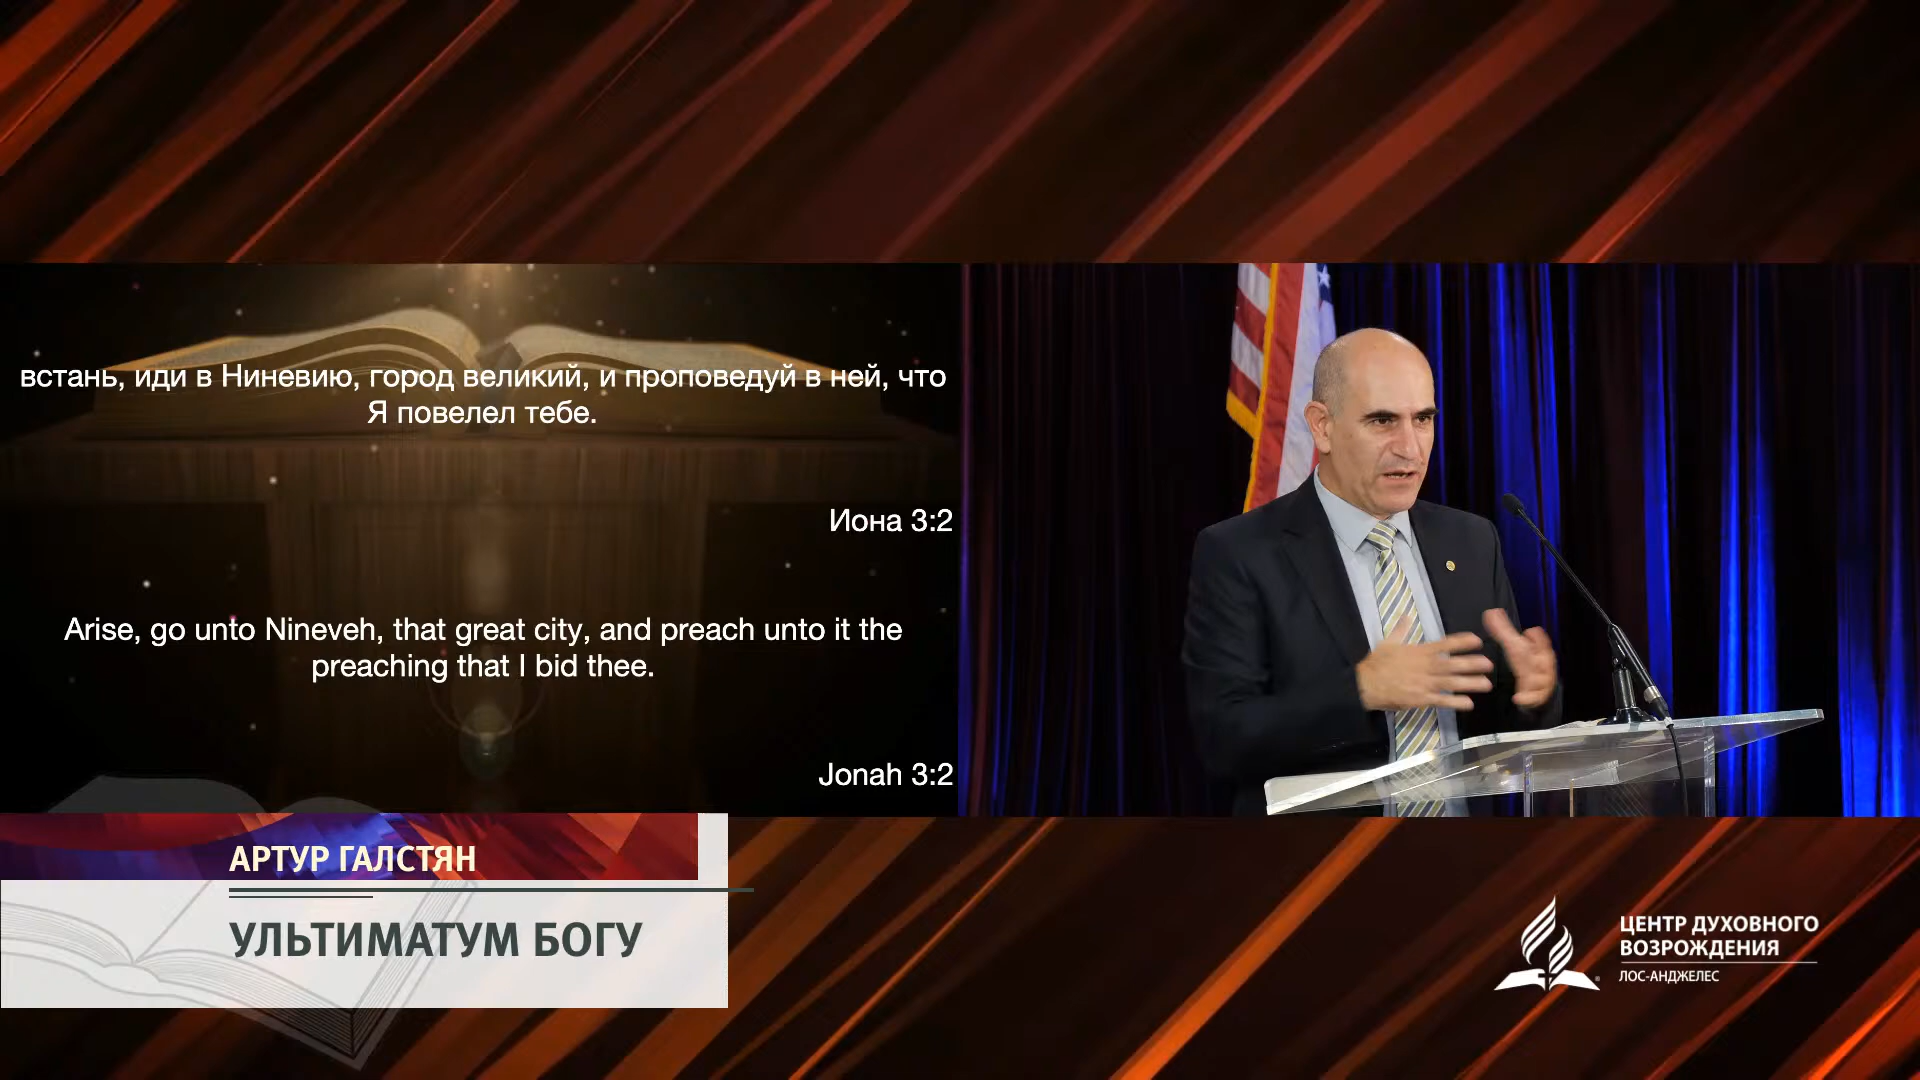 встань, иди в Ниневию, город великий, и проповедуй в ней, что
Я повелел тебе.
Иона 3:2
Arise, go unto Nineveh, that great city, and preach unto it the
preaching that I bid thee.
Jonah 3:2
АРТУР ГАЛСТЯН
УЛЬТИМАТУМ БОГУ
ЦЕНТР ДУХОВНОГО
ВОЗРОЖДЕНИЯ
ЛОС-АНДЖЕЛЕС